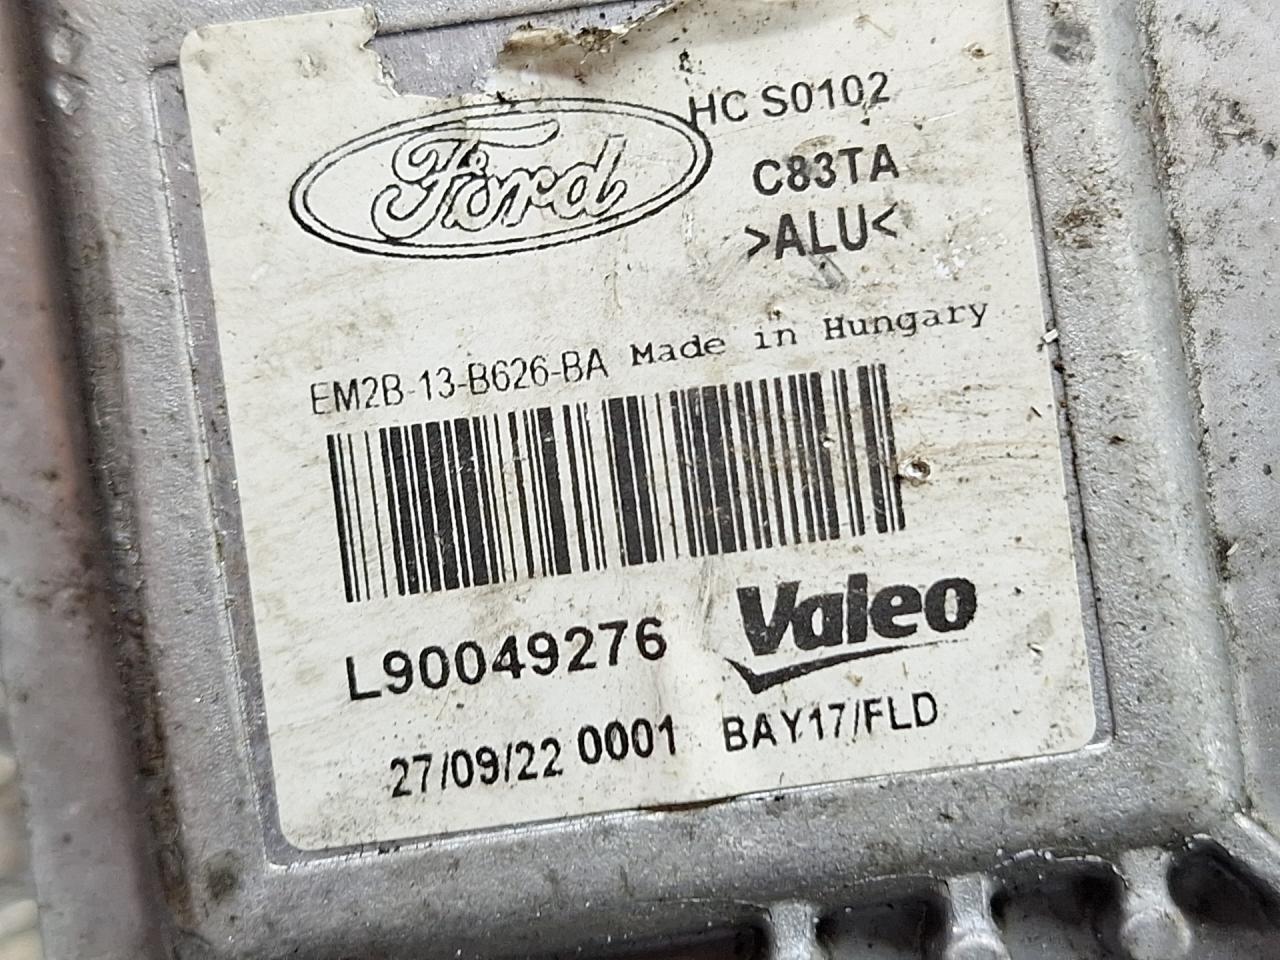 Ford
HC S0102
C83TA
>ALU<
EM2B-13-B626-BA Made in Hungary
L90049276
Valeo
27/09/22 0001 BAY17/FLD